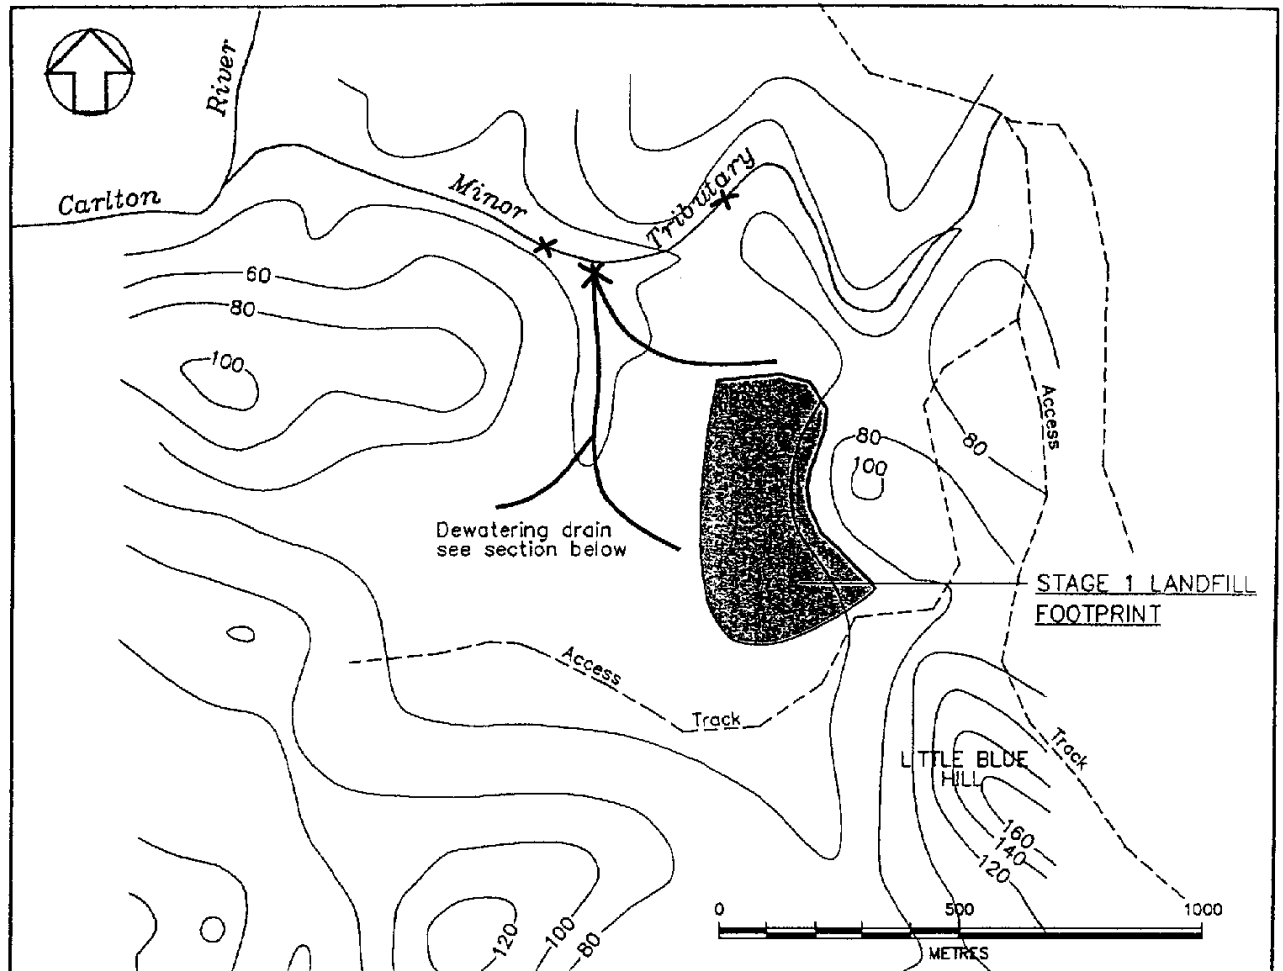 River
Carlton
Minor
Tributary
60
80
100
Access
80
80
100
Dewatering drain
see section below
STAGE 1 LANDFILL
FOOTPRINT
Access
Track
Track
LITTLE BLUE
HILL
160
140
120
0 500 1000
METRES
120
100
80